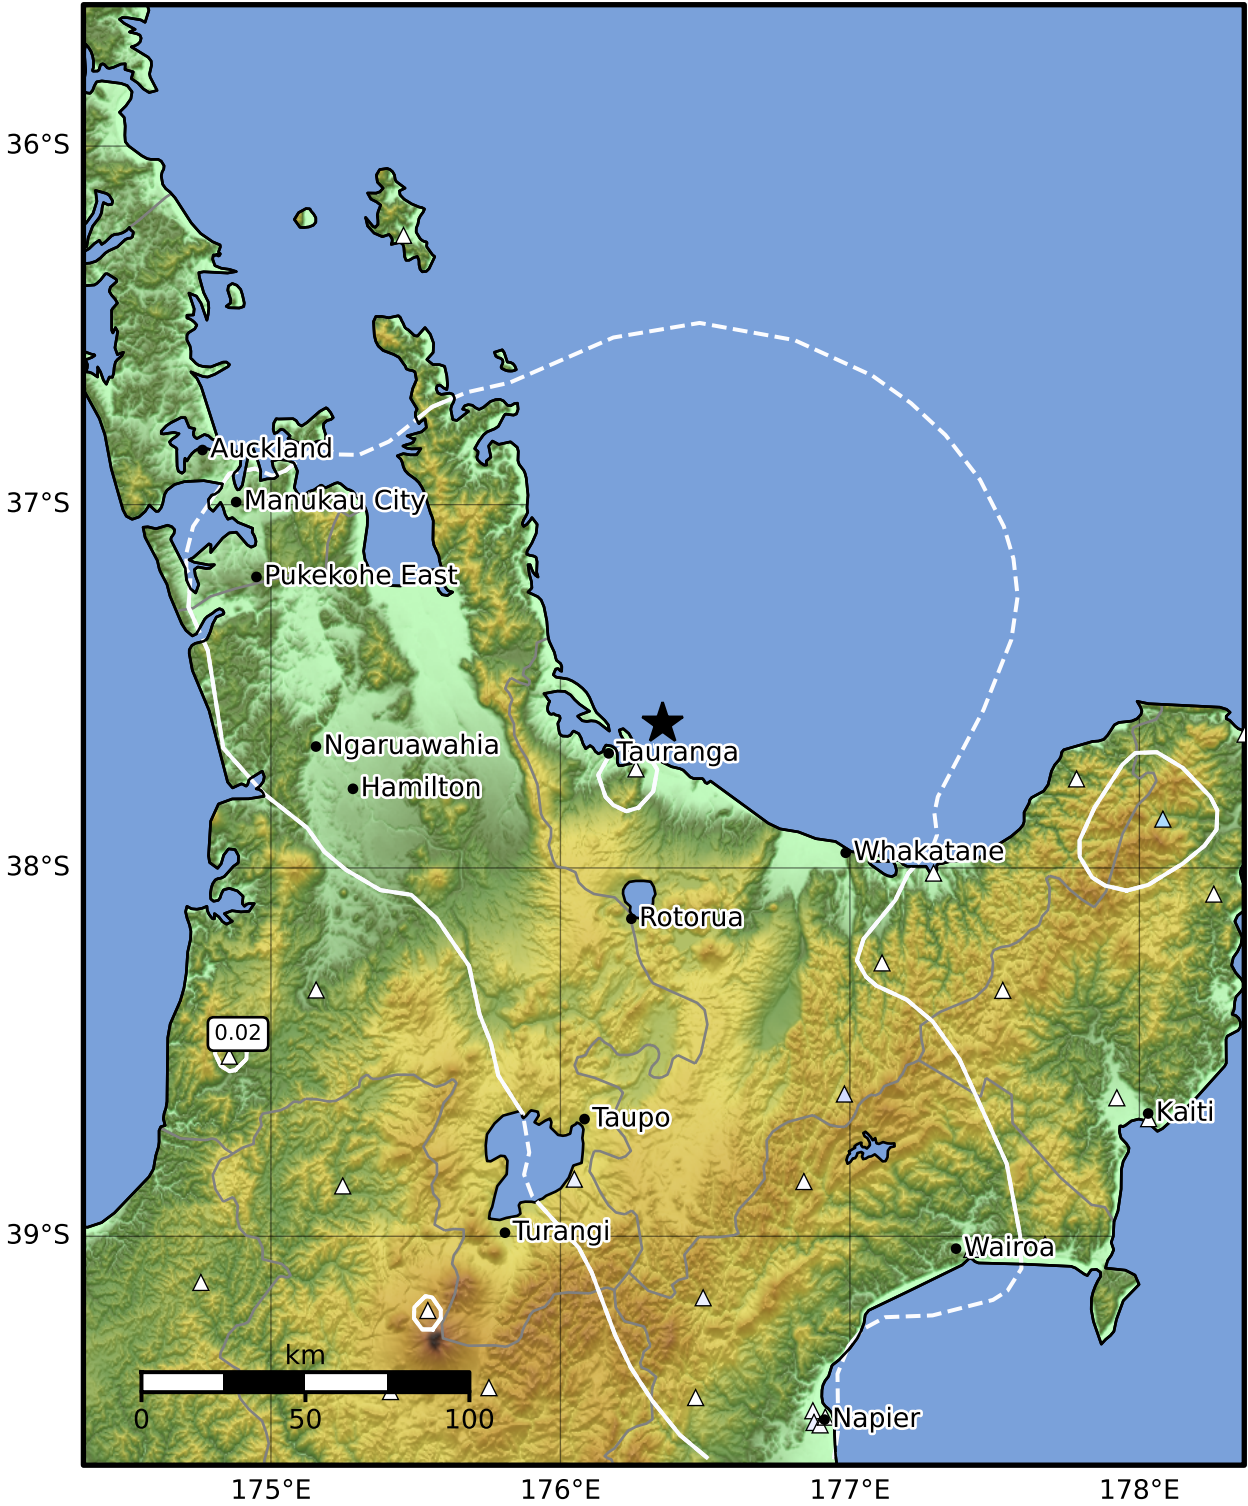 36°S
Auckland
37°S
Manukau City
Pukekohe East
Ngaruawahia
Tauranga
Hamilton
Whakatane
38°S
Rotorua
0.02
Taupo
Kaiti
39°S
Turangi
Wairoa
km
0 50 100
Napier
175°E 176°E 177°E 178°E